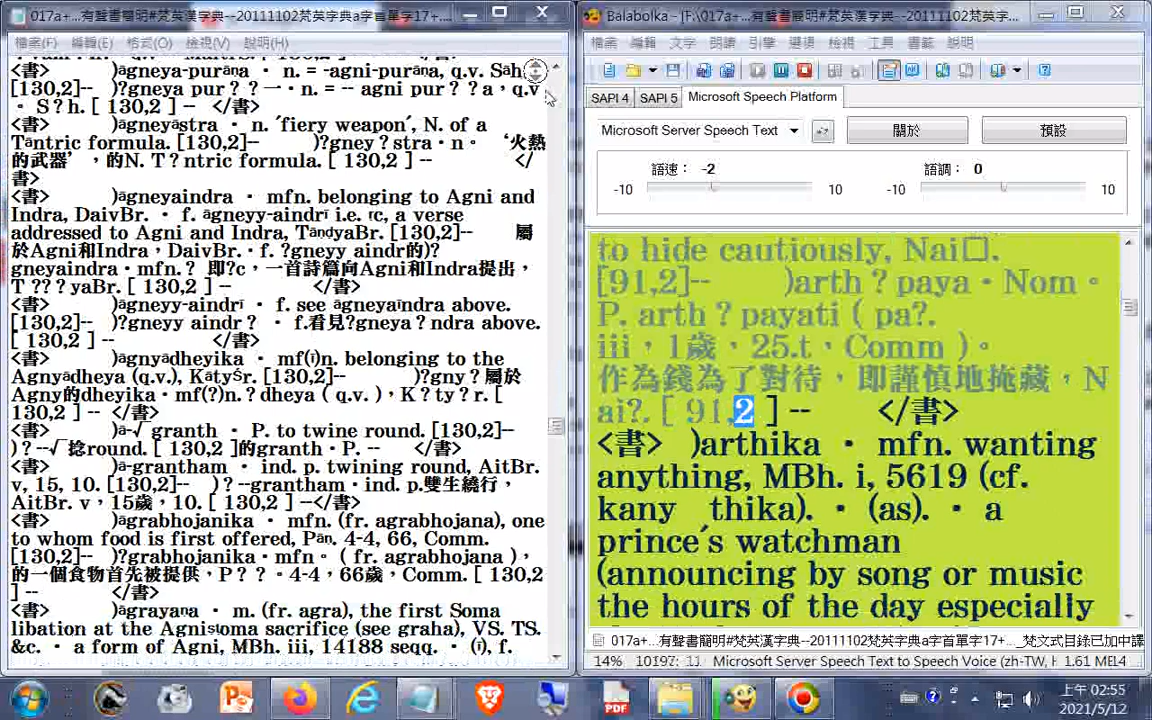 017a+...有聲書簡明#梵英漢字典--20111102梵英字典a字首單字17+...
檔案(F) 編輯(E) 格式(O) 檢視(V) 說明(H)
<書> )āgneya-purāṇa • n. = -agni-purāṇa, q.v. Sāh
[130,2]-- )?gneya pur？？一・n. = -- agni pur？？a，q.v
。S？h. [ 130,2 ] -- </書>
<書> )āgneyāstra • n. 'fiery weapon', N. of a
Tāntric formula. [130,2]-- )?gney？stra・n。‘火熱
的武器’，的N. T？ntric formula. [ 130,2 ] -- </
書>
<書> )āgneyaindra • mfn. belonging to Agni and
Indra, DaivBr. • f. āgneyy-aindrī i.e. ṛc, a verse
addressed to Agni and Indra, TāṇḍyaBr. [130,2]-- 屬
於Agni和Indra，DaivBr.・f. ?gneyy aindr的)?
gneyaindra・mfn.？ 即?c，一首詩篇向Agni和Indra提出，
T？？？yaBr. [ 130,2 ] -- </書>
<書> )āgneyy-aindrī • f. see āgneyaīndra above.
[130,2]-- )?gneyy aindr？ • f.看見?gneya？ndra above.
[ 130,2 ] -- </書>
<書> )āgnyādheyika • mf(ī)n. belonging to the
Agnyādheya (q.v.), KātyŚr. [130,2]-- )?gny？屬於
Agny的dheyika・mf(?)n.？dheya ( q.v. )，K？ty？r. [
130,2 ] -- </書>
<書> )ā-√ granth • P. to twine round. [130,2]--
)？--√捻round. [ 130,2 ]的granth・P. -- </書>
<書> )ā-grantham • ind. p. twining round, AitBr.
v, 15, 10. [130,2]-- )？--grantham・ind. p.雙生繞行，
AitBr. v，15歲，10. [ 130,2 ] --</書>
<書> )āgrabhojanika • mfn. (fr. agrabhojana), one
to whom food is first offered, Pāṇ. 4-4, 66, Comm.
[130,2]-- )?grabhojanika・mfn。 ( fr. agrabhojana )，
的一個食物首先被提供，P？？。4-4，66歲，Comm. [ 130,2
] -- </書>
<書> )āgrayaṇa • m. (fr. agra), the first Soma
libation at the Agniṣṭoma sacrifice (see graha), VS. TS.
&c. • a form of Agni, MBh. iii, 14188 seqq. • (ī), f.
Balabolka - [F:\017a+...有聲書簡明#梵英漢字典--20111102梵英字...
檔案 編輯 文字 朗讀 引擎 選項 檢視 工具 書籤 說明
SAPI 4 SAPI 5 Microsoft Speech Platform
Microsoft Server Speech Text 關於 預設
語速： -2 語調： 0
-10 10 -10 10
to hide cautiously, Nai□.
[91,2]-- )arth？paya・Nom。
P. arth？payati ( pa?.
iii，1歲，25.t，Comm )。
作為錢為了對待，即謹慎地掩藏，N
ai?. [ 91,2 ] -- </書>
<書> )arthika • mfn. wanting
anything, MBh. i, 5619 (cf.
kany thika). • (as). • a
prince's watchman
(announcing by song or music
the hours of the day especially
017a+...有聲書簡明#梵英漢字典--20111102梵英字典a字首單字17+..._梵文式目錄已加中譯
14% Microsoft Server Speech Text to Speech Voice (zh-TW, H 1.61 MB
上午 02:55
2021/5/12